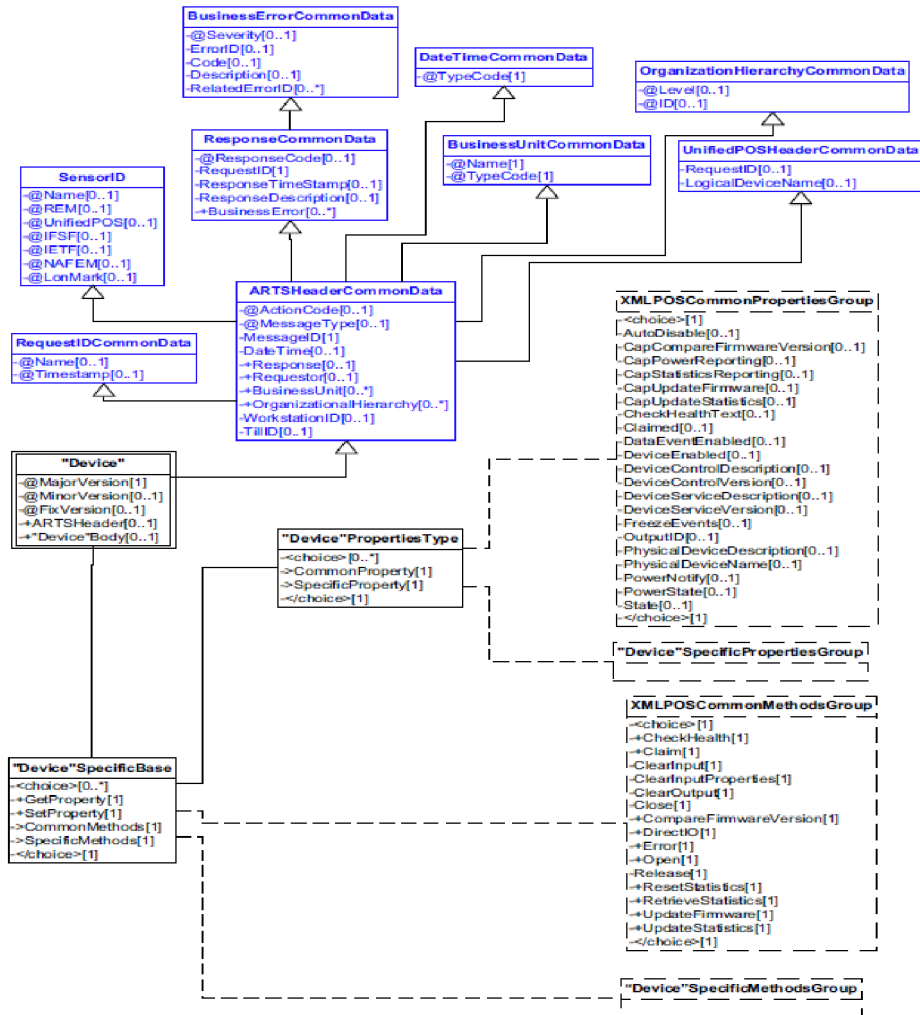 BusinessErrorCommonData
-@Severity[0..1]
-ErrorID[0..1]
-Code[0..1]
-Description[0..1]
-RelatedErrorID[0..*]
DateTimeCommonData
-@TypeCode[1]
OrganizationHierarchyCommonData
-@Level[0..1]
-@ID[0..1]
ResponseCommonData
-@ResponseCode[0..1]
-RequestID[1]
-ResponseTimeStamp[0..1]
-ResponseDescription[0..1]
-+BusinessError[0..*]
BusinessUnitCommonData
-@Name[1]
-@TypeCode[1]
UnifiedPOSHeaderCommonData
-RequestID[0..1]
-LogicalDeviceName[0..1]
SensorID
-@Name[0..1]
-@REM[0..1]
-@UnifiedPOS[0..1]
-@IFSF[0..1]
-@IETF[0..1]
-@NAFEM[0..1]
-@LonMark[0..1]
ARTSHeaderCommonData
-@ActionCode[0..1]
-@MessageType[0..1]
-MessageID[1]
-DateTime[0..1]
-+Response[0..1]
-+Requestor[0..1]
-+BusinessUnit[0..*]
-+OrganizationalHierarchy[0..*]
-WorkstationID[0..1]
-TillID[0..1]
RequestIDCommonData
-@Name[0..1]
-@Timestamp[0..1]
XMLPOSCommonPropertiesGroup
-<choice>[1]
-AutoDisable[0..1]
-CapCompareFirmwareVersion[0..1]
-CapPowerReporting[0..1]
-CapStatisticsReporting[0..1]
-CapUpdateFirmware[0..1]
-CapUpdateStatistics[0..1]
-CheckHealthText[0..1]
-Claimed[0..1]
-DataEventEnabled[0..1]
-DeviceEnabled[0..1]
-DeviceControlDescription[0..1]
-DeviceControlVersion[0..1]
-DeviceServiceDescription[0..1]
-DeviceServiceVersion[0..1]
-FreezeEvents[0..1]
-OutputID[0..1]
-PhysicalDeviceDescription[0..1]
-PhysicalDeviceName[0..1]
-PowerNotify[0..1]
-PowerState[0..1]
-State[0..1]
-</choice>[1]
"Device"
-@MajorVersion[1]
-@MinorVersion[0..1]
-@FixVersion[0..1]
-+ARTSHeader[0..1]
-+"Device"Body[0..1]
"Device"PropertiesType
-<choice>[0..*]
->CommonProperty[1]
->SpecificProperty[1]
-</choice>[1]
"Device"SpecificPropertiesGroup
XMLPOSCommonMethodsGroup
-<choice>[1]
-+CheckHealth[1]
-+Claim[1]
-ClearInput[1]
-ClearInputProperties[1]
-ClearOutput[1]
-Close[1]
-+CompareFirmwareVersion[1]
-+DirectIO[1]
-+Error[1]
-+Open[1]
-Release[1]
-+ResetStatistics[1]
-+RetrieveStatistics[1]
-+UpdateFirmware[1]
-+UpdateStatistics[1]
-</choice>[1]
"Device"SpecificBase
-<choice>[0..*]
-+GetProperty[1]
-+SetProperty[1]
->CommonMethods[1]
->SpecificMethods[1]
-</choice>[1]
"Device"SpecificMethodsGroup